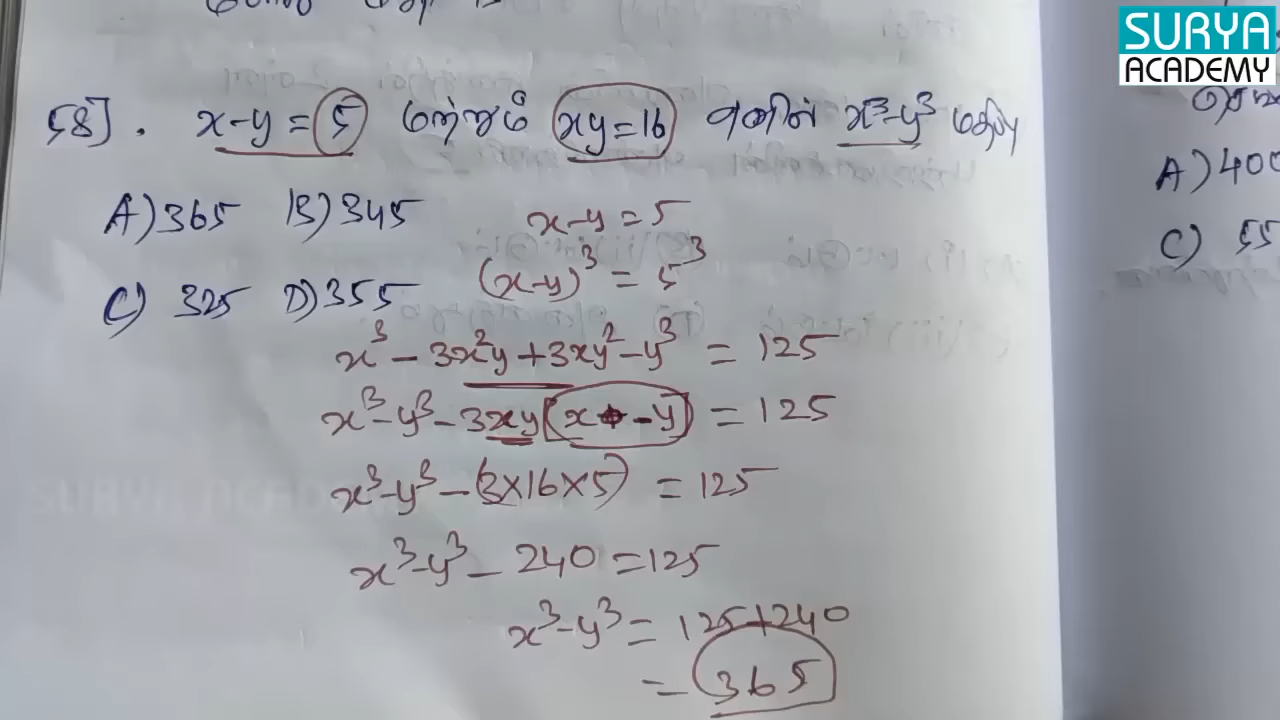 SURYA
ACADEMY
58]. x-y = 5 மற்றும் xy=16 எனின் x³-y³ மதிப்பு
A) 365 B) 345
C) 325 D) 355
x-y = 5
(x-y)³ = 5³
x³ - 3x²y + 3xy² - y³ = 125
x³-y³ - 3xy(x-y) = 125
x³-y³ - (3×16×5) = 125
x³-y³ - 240 = 125
x³-y³ = 125+240
= 365
A) 400
C) 55